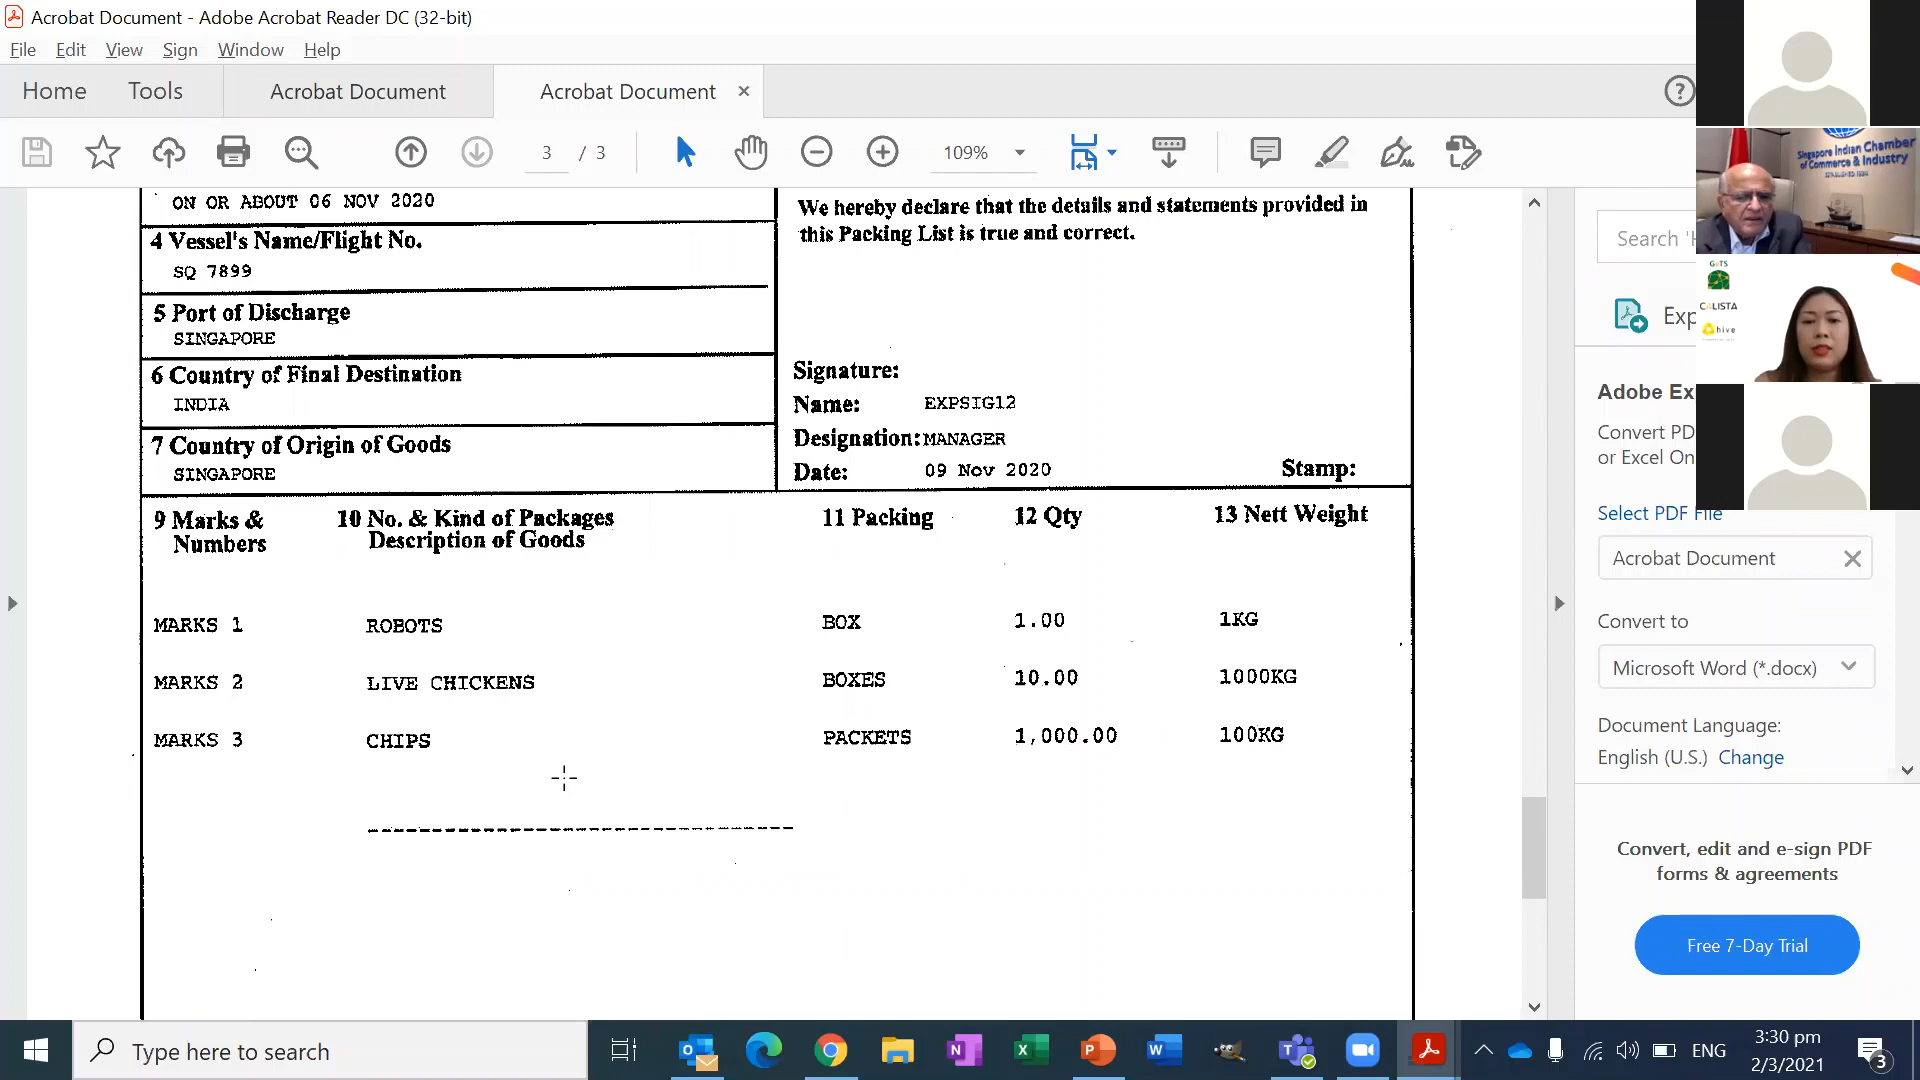 Acrobat Document - Adobe Acrobat Reader DC (32-bit)
File Edit View Sign Window Help
Home Tools Acrobat Document Acrobat Document
3 / 3 109%
ON OR ABOUT 06 NOV 2020
4 Vessel's Name/Flight No.
SQ 7899
5 Port of Discharge
SINGAPORE
6 Country of Final Destination
INDIA
7 Country of Origin of Goods
SINGAPORE
We hereby declare that the details and statements provided in
this Packing List is true and correct.
Signature:
Name: EXPSIG12
Designation: MANAGER
Date: 09 Nov 2020 Stamp:
9 Marks & Numbers 10 No. & Kind of Packages Description of Goods 11 Packing 12 Qty 13 Nett Weight
MARKS 1 ROBOTS BOX 1.00 1KG
MARKS 2 LIVE CHICKENS BOXES 10.00 1000KG
MARKS 3 CHIPS PACKETS 1,000.00 100KG
Search 'H
Exp
Adobe Ex
Convert PD
or Excel On
Select PDF File
Acrobat Document
Convert to
Microsoft Word (*.docx)
Document Language:
English (U.S.) Change
Convert, edit and e-sign PDF
forms & agreements
Free 7-Day Trial
Singapore Indian Chamber
of Commerce & Industry
GeTS
CALISTA
hive
Type here to search
ENG
3:30 pm
2/3/2021
3